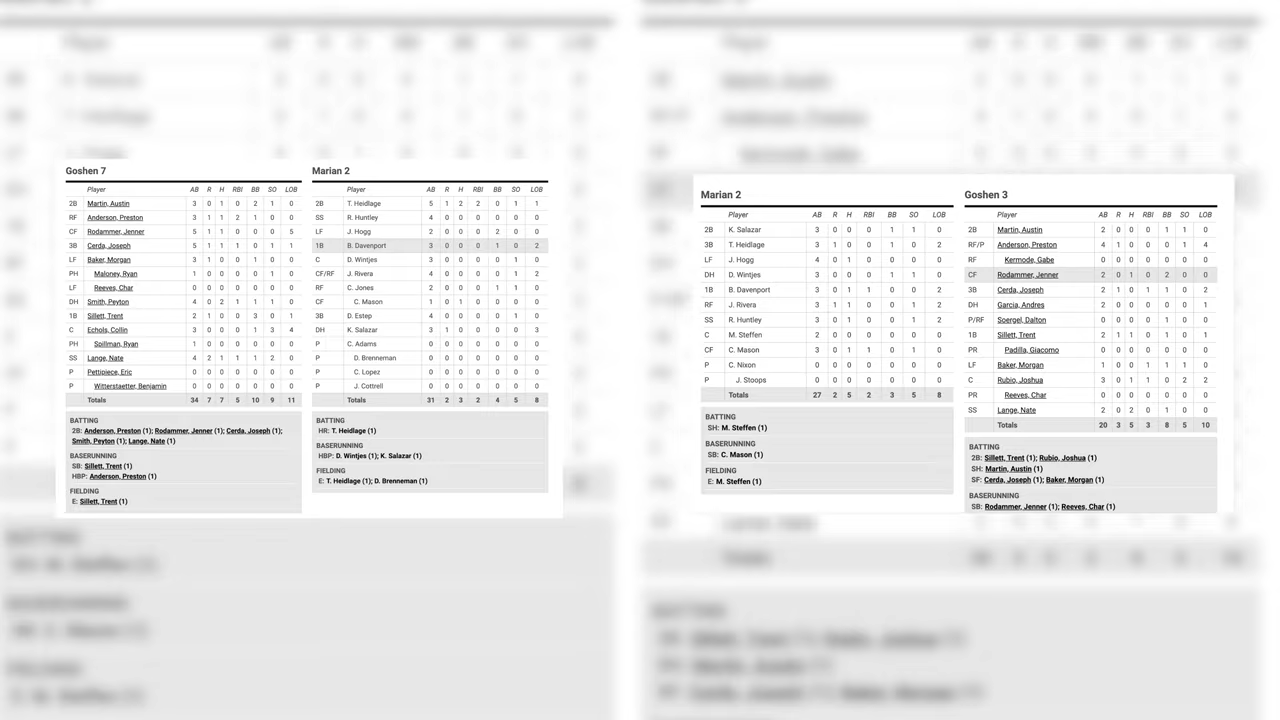 Goshen 7
Player AB R H RBI BB SO LOB
2B Martin, Austin 3 0 1 0 2 1 0
RF Anderson, Preston 3 1 1 2 1 0 0
CF Rodammer, Jenner 5 1 1 0 0 0 5
3B Cerda, Joseph 5 1 1 1 0 1 1
LF Baker, Morgan 3 1 0 0 1 0 0
PH Maloney, Ryan 1 0 0 0 0 1 0
LF Reeves, Char 0 0 0 0 0 0 0
DH Smith, Peyton 4 0 2 1 1 1 0
1B Sillett, Trent 2 1 0 0 3 0 1
C Echols, Collin 3 0 0 0 1 3 4
PH Spillman, Ryan 1 0 0 0 0 0 0
SS Lange, Nate 4 2 1 1 1 2 0
P Pettipiece, Eric 0 0 0 0 0 0 0
P Witterstaetter, Benjamin 0 0 0 0 0 0 0
Totals 34 7 7 5 10 9 11
BATTING
2B: Anderson, Preston (1); Rodammer, Jenner (1); Cerda, Joseph (1);
Smith, Peyton (1); Lange, Nate (1)
BASERUNNING
SB: Sillett, Trent (1)
HBP: Anderson, Preston (1)
FIELDING
E: Sillett, Trent (1)
Marian 2
Player AB R H RBI BB SO LOB
2B T. Heidlage 5 1 2 2 0 1 1
SS R. Huntley 4 0 0 0 0 0 0
LF J. Hogg 2 0 0 0 2 0 0
1B B. Davenport 3 0 0 0 1 0 2
C D. Wintjes 3 0 0 0 0 1 0
CF/RF J. Rivera 4 0 0 0 0 1 2
RF C. Jones 2 0 0 0 1 1 0
CF C. Mason 1 0 1 0 0 0 0
3B D. Estep 4 0 0 0 0 1 0
DH K. Salazar 3 1 0 0 0 0 3
P C. Adams 0 0 0 0 0 0 0
P D. Brenneman 0 0 0 0 0 0 0
P C. Lopez 0 0 0 0 0 0 0
P J. Cottrell 0 0 0 0 0 0 0
Totals 31 2 3 2 4 5 8
BATTING
HR: T. Heidlage (1)
BASERUNNING
HBP: D. Wintjes (1); K. Salazar (1)
FIELDING
E: T. Heidlage (1); D. Brenneman (1)
Marian 2
Player AB R H RBI BB SO LOB
2B K. Salazar 3 0 0 0 1 1 0
3B T. Heidlage 3 1 0 0 1 0 2
LF J. Hogg 4 0 1 0 0 0 0
DH D. Wintjes 3 0 0 0 1 1 0
1B B. Davenport 3 0 1 1 0 0 2
RF J. Rivera 3 1 1 0 0 1 2
SS R. Huntley 3 0 0 0 0 1 2
C M. Steffen 2 0 0 0 0 0 0
CF C. Mason 3 0 1 1 0 1 0
P C. Nixon 0 0 0 0 0 0 0
P J. Stoops 0 0 0 0 0 0 0
Totals 27 2 5 2 3 5 8
BATTING
SH: M. Steffen (1)
BASERUNNING
SB: C. Mason (1)
FIELDING
E: M. Steffen (1)
Goshen 3
Player AB R H RBI BB SO LOB
2B Martin, Austin 2 0 0 0 1 1 0
RF/P Anderson, Preston 4 1 0 0 0 1 4
RF Kermode, Gabe 0 0 0 0 0 0 0
CF Rodammer, Jenner 2 0 1 0 2 0 0
3B Cerda, Joseph 2 1 0 1 1 0 2
DH Garcia, Andres 2 0 0 0 2 0 1
P/RF Soergel, Dalton 0 0 0 0 0 0 0
1B Sillett, Trent 2 1 1 0 1 0 1
PR Padilla, Giacomo 0 0 0 0 0 0 0
LF Baker, Morgan 1 0 0 1 1 1 0
C Rubio, Joshua 3 0 1 1 0 2 2
PR Reeves, Char 0 0 0 0 0 0 0
SS Lange, Nate 2 0 2 0 1 0 0
Totals 20 3 5 3 8 5 10
BATTING
2B: Sillett, Trent (1); Rubio, Joshua (1)
SH: Martin, Austin (1)
SF: Cerda, Joseph (1); Baker, Morgan (1)
BASERUNNING
SB: Rodammer, Jenner (1); Reeves, Char (1)